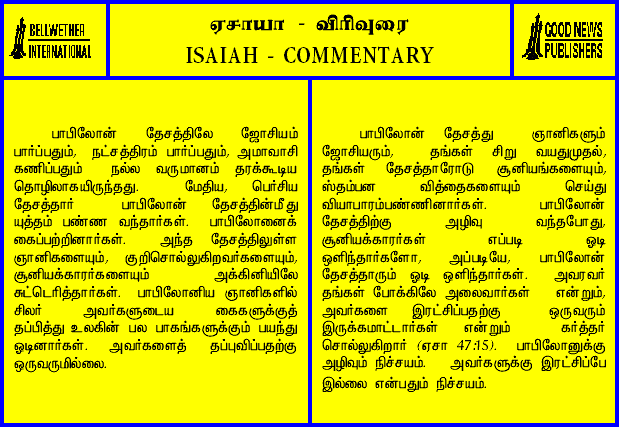 BELLWETHER
INTERNATIONAL
ஏசாயா - விரிவுரை
ISAIAH - COMMENTARY
GOOD NEWS
PUBLISHERS
பாபிலோன் தேசத்திலே ஜோசியம்
பார்ப்பதும், நட்சத்திரம் பார்ப்பதும், அமாவாசி
கணிப்பதும் நல்ல வருமானம் தரக்கூடிய
தொழிலாகயிருந்தது. மேதிய, பெர்சிய
தேசத்தார் பாபிலோன் தேசத்தின்மீது
யுத்தம் பண்ண வந்தார்கள். பாபிலோனைக்
கைப்பற்றினார்கள். அந்த தேசத்திலுள்ள
ஞானிகளையும், குறிசொல்லுகிறவர்களையும்,
சூனியக்காரர்களையும் அக்கினியிலே
சுட்டெரித்தார்கள். பாபிலோனிய ஞானிகளில்
சிலர் அவர்களுடைய கைகளுக்குத்
தப்பித்து உலகின் பல பாகங்களுக்கும் பயந்து
ஓடினார்கள். அவர்களைத் தப்புவிப்பதற்கு
ஒருவருமில்லை.
பாபிலோன் தேசத்து ஞானிகளும்
ஜோசியரும், தங்கள் சிறு வயதுமுதல்,
தங்கள் தேசத்தாரோடு சூனியங்களையும்,
ஸ்தம்பன வித்தைகளையும் செய்து
வியாபாரம்பண்ணினார்கள். பாபிலோன்
தேசத்திற்கு அழிவு வந்தபோது,
சூனியக்காரர்கள் எப்படி ஓடி
ஒளிந்தார்களோ, அப்படியே, பாபிலோன்
தேசத்தாரும் ஓடி ஒளிந்தார்கள். அவரவர்
தங்கள் போக்கிலே அலைவார்கள் என்றும்,
அவர்களை இரட்சிப்பதற்கு ஒருவரும்
இருக்கமாட்டார்கள் என்றும் கர்த்தர்
சொல்லுகிறார் (ஏசா 47:15). பாபிலோனுக்கு
அழிவும் நிச்சயம். அவர்களுக்கு இரட்சிப்பே
இல்லை என்பதும் நிச்சயம்.